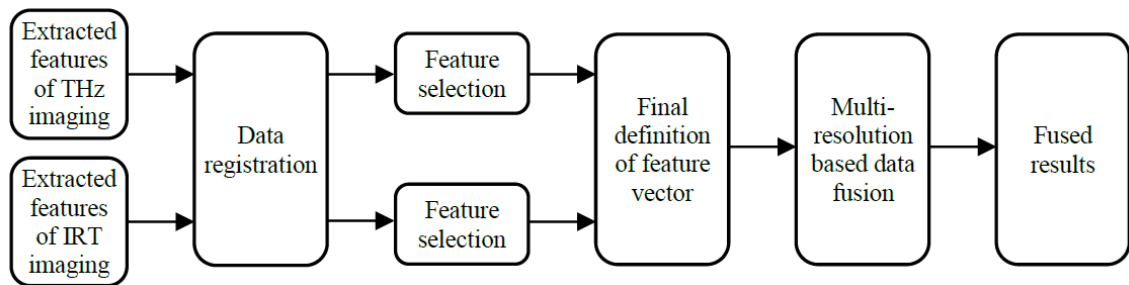 Extracted
features
of THz
imaging
Extracted
features
of IRT
imaging
Data
registration
Feature
selection
Feature
selection
Final
definition
of feature
vector
Multi-
resolution
based data
fusion
Fused
results